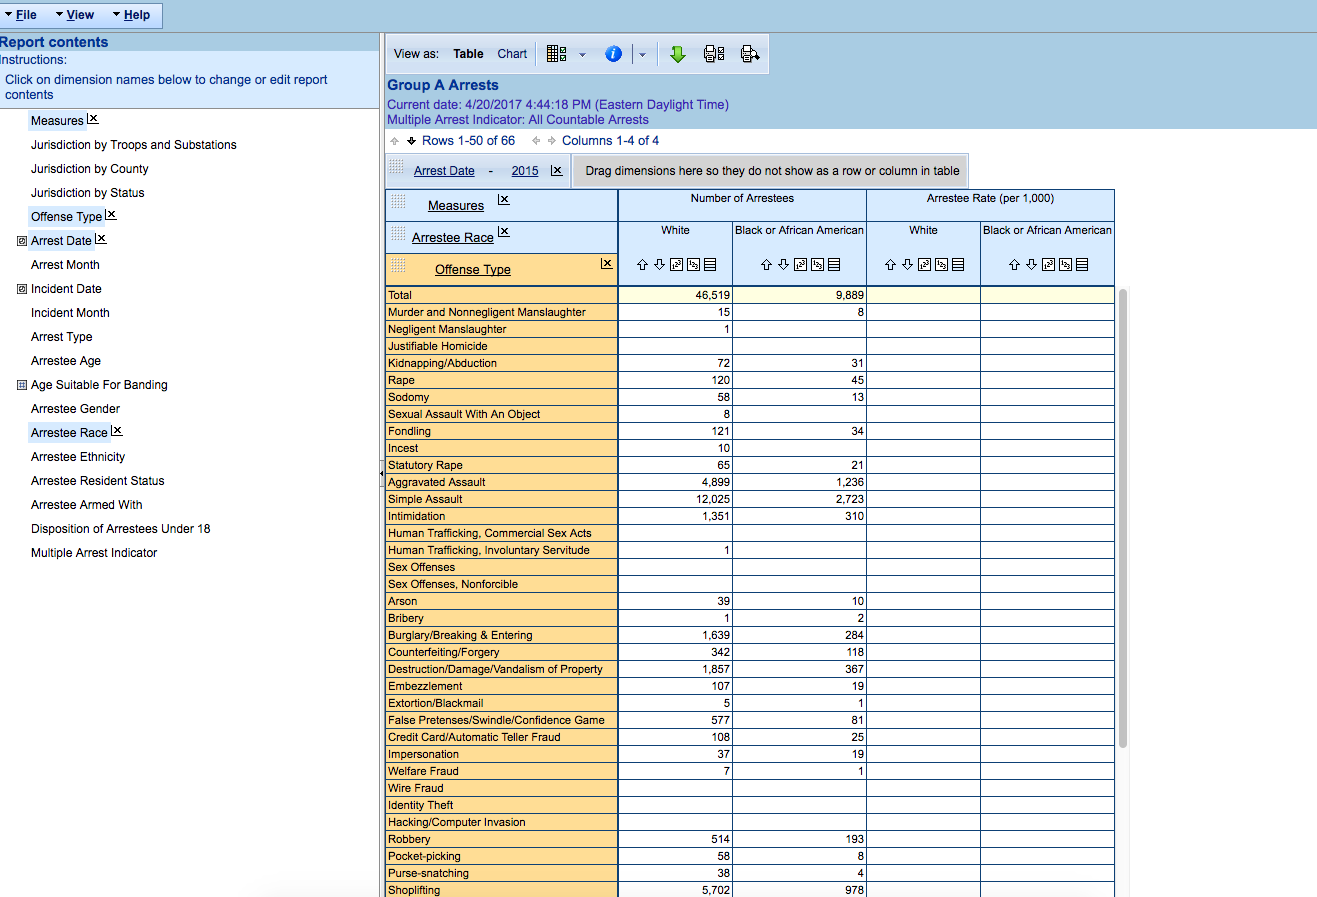 File View Help
Report contents
Instructions:
Click on dimension names below to change or edit report
contents
Measures
Jurisdiction by Troops and Substations
Jurisdiction by County
Jurisdiction by Status
Offense Type
Arrest Date
Arrest Month
Incident Date
Incident Month
Arrest Type
Arrestee Age
Age Suitable For Banding
Arrestee Gender
Arrestee Race
Arrestee Ethnicity
Arrestee Resident Status
Arrestee Armed With
Disposition of Arrestees Under 18
Multiple Arrest Indicator
View as: Table Chart
Group A Arrests
Current date: 4/20/2017 4:44:18 PM (Eastern Daylight Time)
Multiple Arrest Indicator: All Countable Arrests
Rows 1-50 of 66 Columns 1-4 of 4
Arrest Date - 2015 Drag dimensions here so they do not show as a row or column in table
Measures Number of Arrestees Arrestee Rate (per 1,000)
Arrestee Race White Black or African American White Black or African American
Offense Type
Total 46,519 9,889
Murder and Nonnegligent Manslaughter 15 8
Negligent Manslaughter 1
Justifiable Homicide
Kidnapping/Abduction 72 31
Rape 120 45
Sodomy 58 13
Sexual Assault With An Object 8
Fondling 121 34
Incest 10
Statutory Rape 65 21
Aggravated Assault 4,899 1,236
Simple Assault 12,025 2,723
Intimidation 1,351 310
Human Trafficking, Commercial Sex Acts
Human Trafficking, Involuntary Servitude 1
Sex Offenses
Sex Offenses, Nonforcible
Arson 39 10
Bribery 1 2
Burglary/Breaking & Entering 1,639 284
Counterfeiting/Forgery 342 118
Destruction/Damage/Vandalism of Property 1,857 367
Embezzlement 107 19
Extortion/Blackmail 5 1
False Pretenses/Swindle/Confidence Game 577 81
Credit Card/Automatic Teller Fraud 108 25
Impersonation 37 19
Welfare Fraud 7 1
Wire Fraud
Identity Theft
Hacking/Computer Invasion
Robbery 514 193
Pocket-picking 58 8
Purse-snatching 38 4
Shoplifting 5,702 978